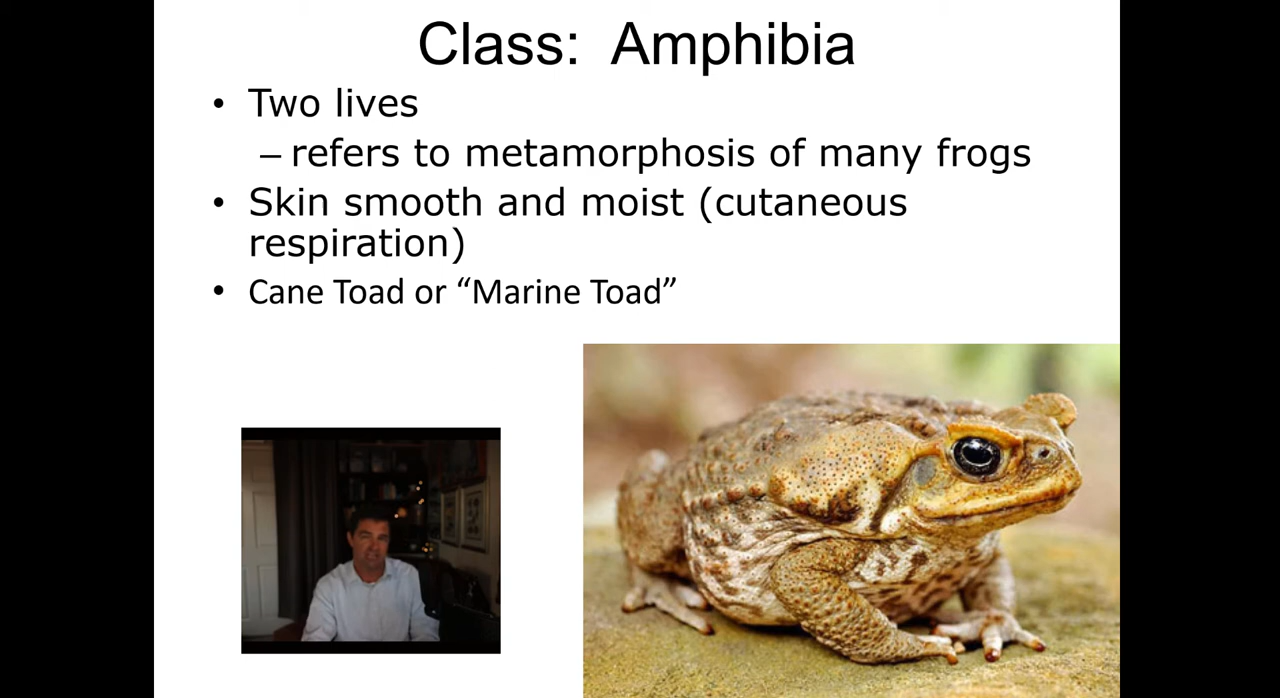 Class: Amphibia
• Two lives
– refers to metamorphosis of many frogs
• Skin smooth and moist (cutaneous
respiration)
• Cane Toad or “Marine Toad”